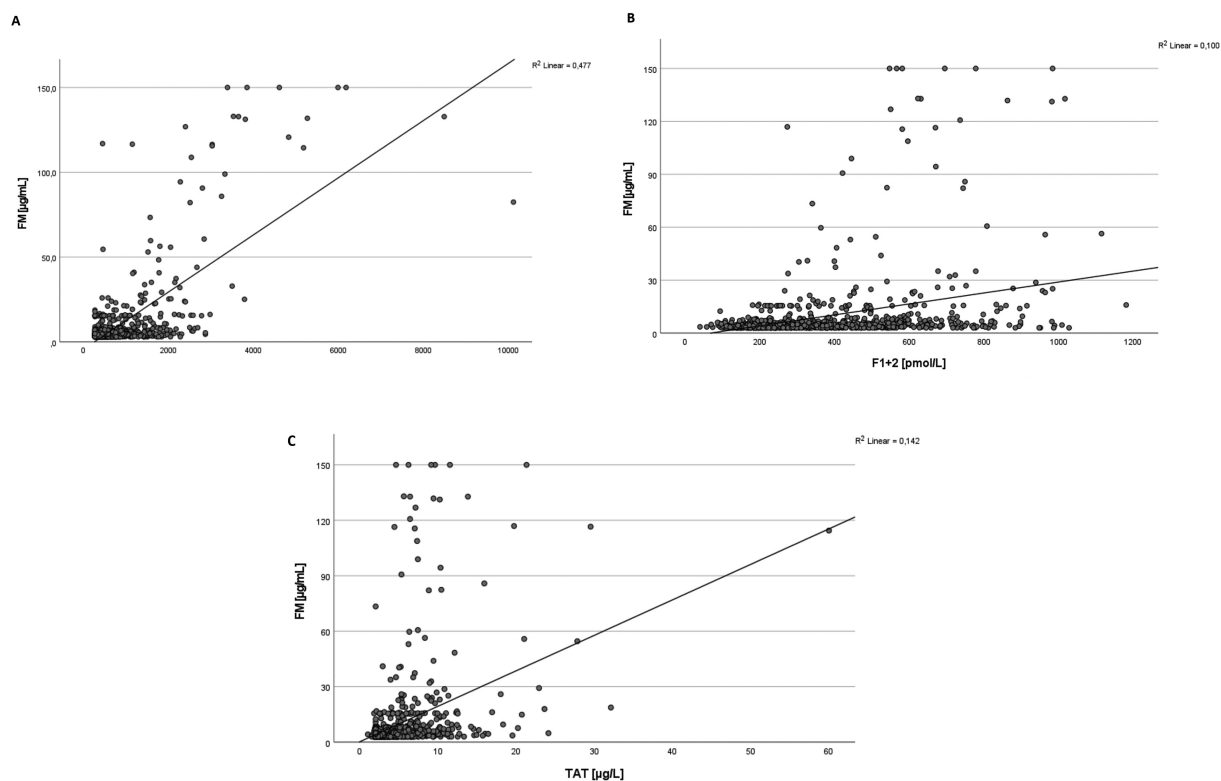 A
R2 Linear = 0,477
FM [µg/mL]
150,0
100,0
50,0
,0
0 2000 4000 6000 8000 10000
B
R2 Linear = 0,100
FM [µg/mL]
150
120
90
60
30
0
0 200 400 600 800 1000 1200
F1+2 [pmol/L]
C
R2 Linear = 0,142
FM [µg/mL]
150
120
90
60
30
0
0 10 20 30 40 50 60
TAT [µg/L]